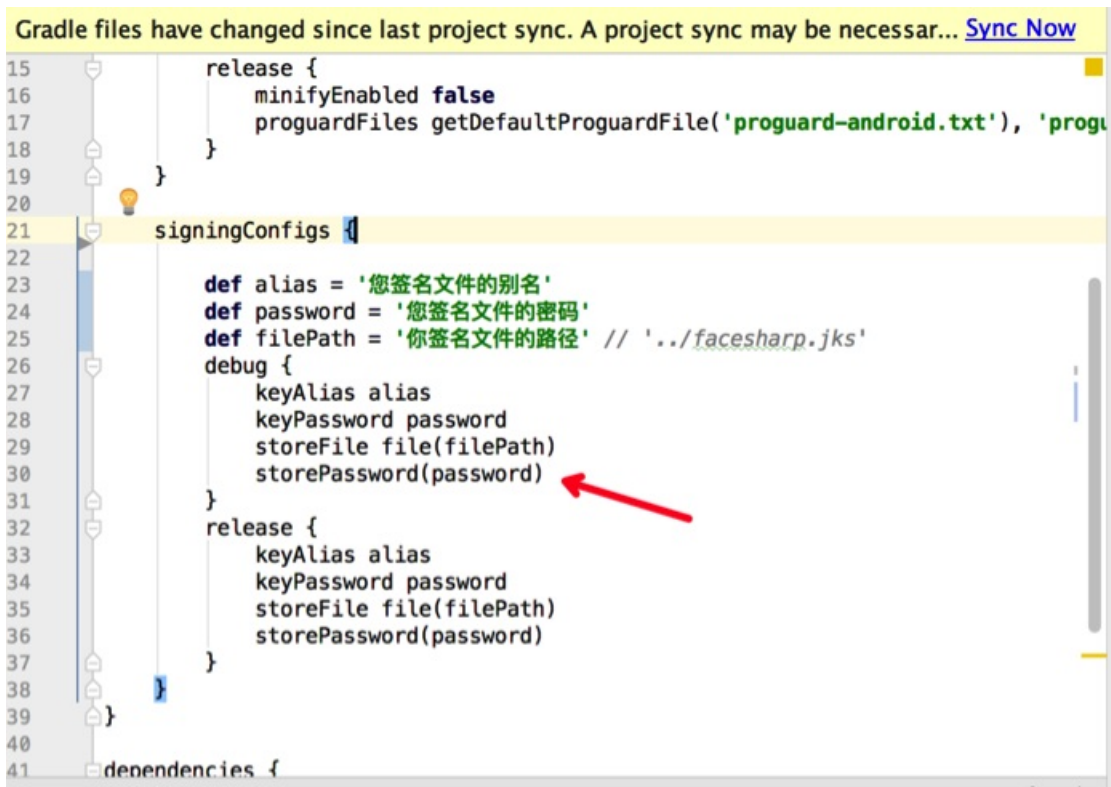 Gradle files have changed since last project sync. A project sync may be necessar... Sync Now
15 release {
16 minifyEnabled false
17 proguardFiles getDefaultProguardFile('proguard-android.txt'), 'progu
18 }
19 }
20
21 signingConfigs {
22
23 def alias = '您签名文件的别名'
24 def password = '您签名文件的密码'
25 def filePath = '你签名文件的路径' // '../facesharp.jks'
26 debug {
27 keyAlias alias
28 keyPassword password
29 storeFile file(filePath)
30 storePassword(password)
31 }
32 release {
33 keyAlias alias
34 keyPassword password
35 storeFile file(filePath)
36 storePassword(password)
37 }
38 }
39 }
40
41 dependencies {